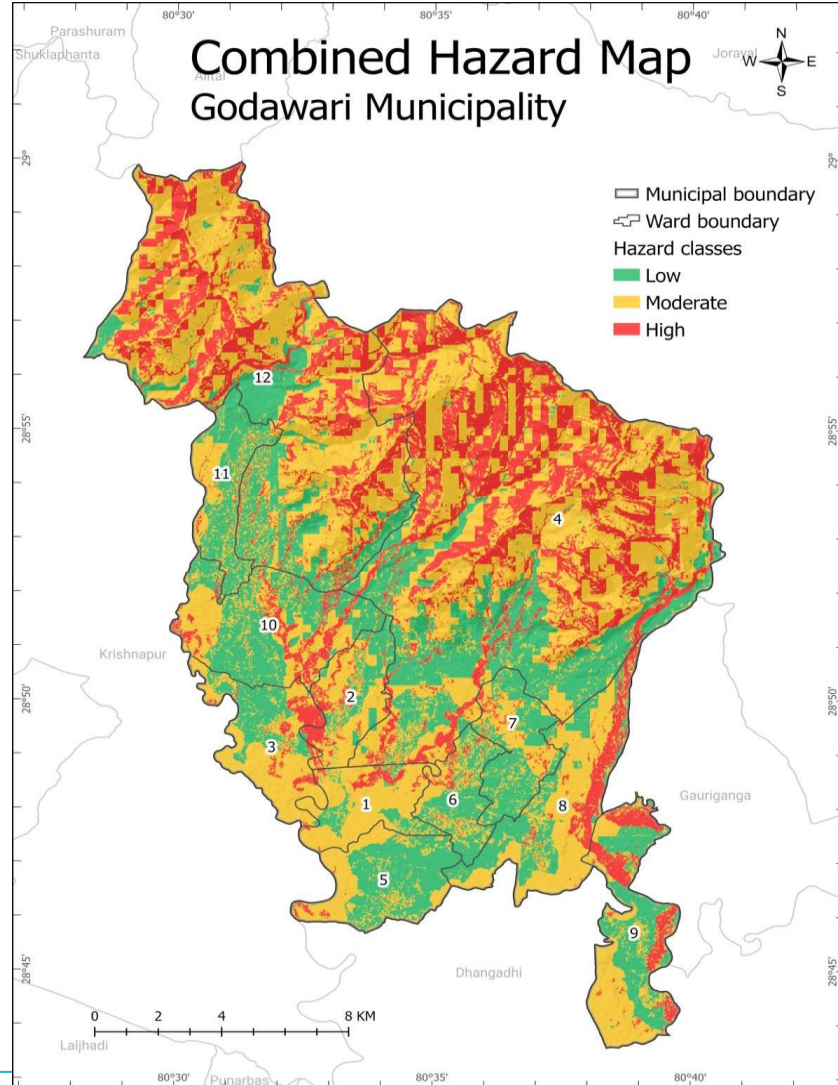 80°30'
80°35'
80°40'
Parashuram
Shuklaphanta
Alital
Jorayal
Combined Hazard Map
Godawari Municipality
N
W
E
S
29°
29°
Municipal boundary
Ward boundary
Hazard classes
Low
Moderate
High
12
28°55'
28°55'
11
4
10
Krishnapur
2
28°50'
28°50'
7
3
1
6
8
Gauriganga
5
9
28°45'
28°45'
Dhangadhi
0 2 4 8 KM
Laljhadi
80°30'
80°35'
80°40'
Punarbas